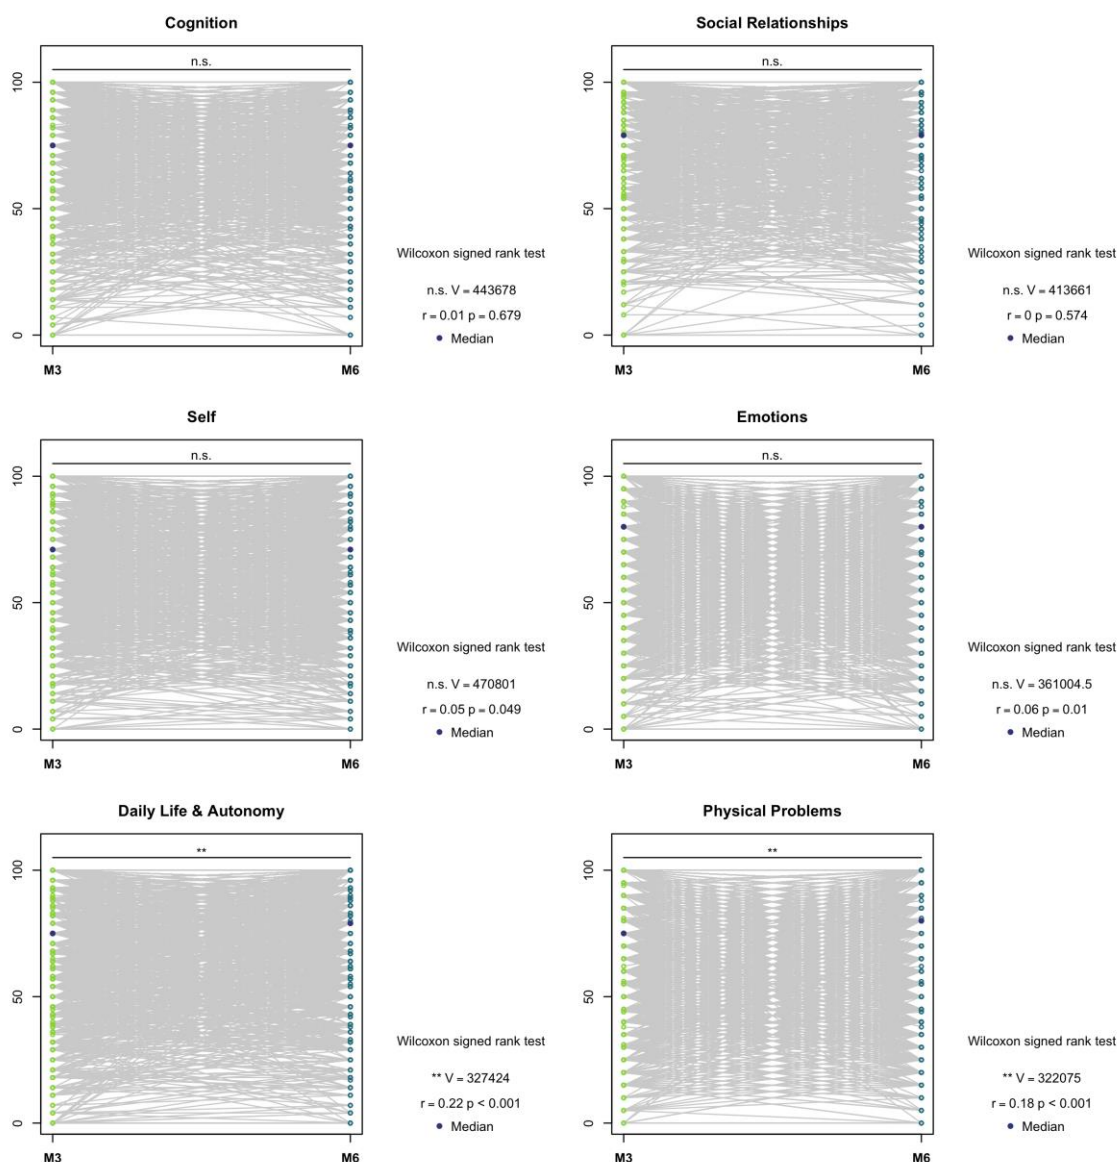 Cognition
n.s.
100
50
0
M3
M6
Wilcoxon signed rank test
n.s. V = 443678
r = 0.01 p = 0.679
Median
Social Relationships
n.s.
100
50
0
M3
M6
Wilcoxon signed rank test
n.s. V = 413661
r = 0 p = 0.574
Median
Self
n.s.
100
50
0
M3
M6
Wilcoxon signed rank test
n.s. V = 470801
r = 0.05 p = 0.049
Median
Emotions
n.s.
100
50
0
M3
M6
Wilcoxon signed rank test
n.s. V = 361004.5
r = 0.06 p = 0.01
Median
Daily Life & Autonomy
**
100
50
0
M3
M6
Wilcoxon signed rank test
** V = 327424
r = 0.22 p < 0.001
Median
Physical Problems
**
100
50
0
M3
M6
Wilcoxon signed rank test
** V = 322075
r = 0.18 p < 0.001
Median